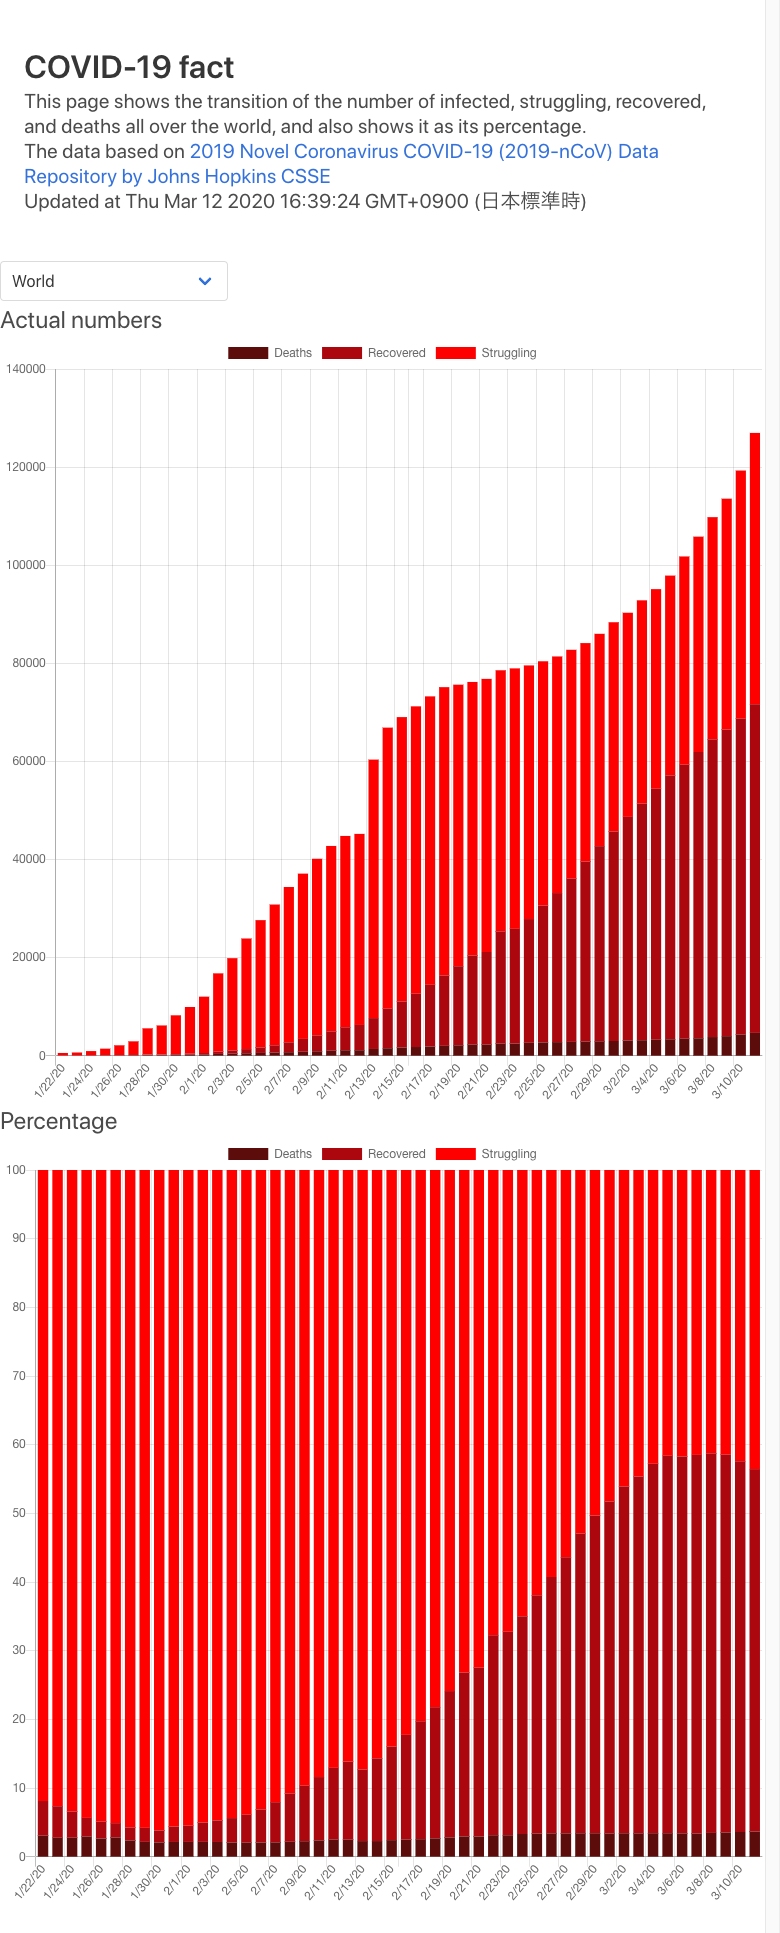 COVID-19 fact
This page shows the transition of the number of infected, struggling, recovered,
and deaths all over the world, and also shows it as its percentage.
The data based on 2019 Novel Coronavirus COVID-19 (2019-nCoV) Data
Repository by Johns Hopkins CSSE
Updated at Thu Mar 12 2020 16:39:24 GMT+0900 (日本標準時)
World
Actual numbers
Deaths Recovered Struggling
140000
120000
100000
80000
60000
40000
20000
0
1/22/20 1/24/20 1/26/20 1/28/20 1/30/20 2/1/20 2/3/20 2/5/20 2/7/20 2/9/20 2/11/20 2/13/20 2/15/20 2/17/20 2/19/20 2/21/20 2/23/20 2/25/20 2/27/20 2/29/20 3/2/20 3/4/20 3/6/20 3/8/20 3/10/20
Percentage
Deaths Recovered Struggling
100
90
80
70
60
50
40
30
20
10
0
1/22/20 1/24/20 1/26/20 1/28/20 1/30/20 2/1/20 2/3/20 2/5/20 2/7/20 2/9/20 2/11/20 2/13/20 2/15/20 2/17/20 2/19/20 2/21/20 2/23/20 2/25/20 2/27/20 2/29/20 3/2/20 3/4/20 3/6/20 3/8/20 3/10/20